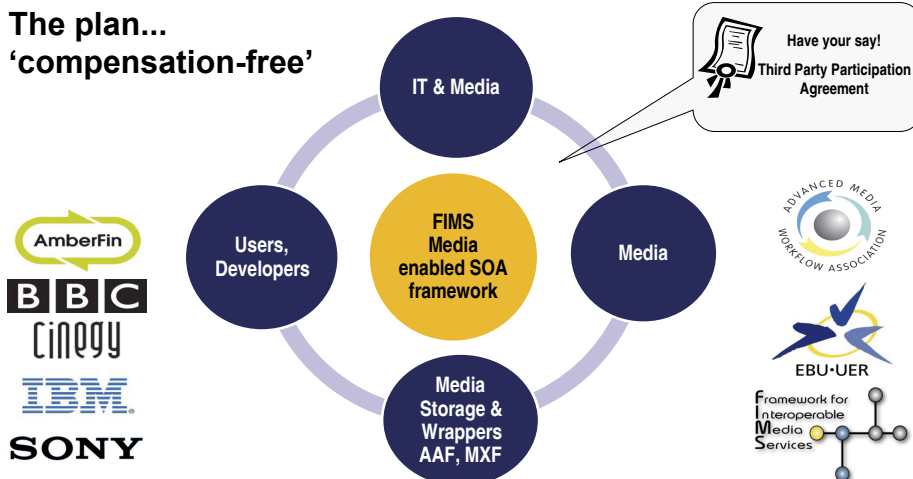 The plan...
‘compensation-free’
Have your say!
Third Party Participation
Agreement
IT & Media
Users,
Developers
FIMS
Media
enabled SOA
framework
Media
Media
Storage &
Wrappers
AAF, MXF
AmberFin
BBC
cinegy
IBM
SONY
ADVANCED MEDIA
WORKFLOW ASSOCIATION
EBU•UER
Framework for
Interoperable
Media
Services